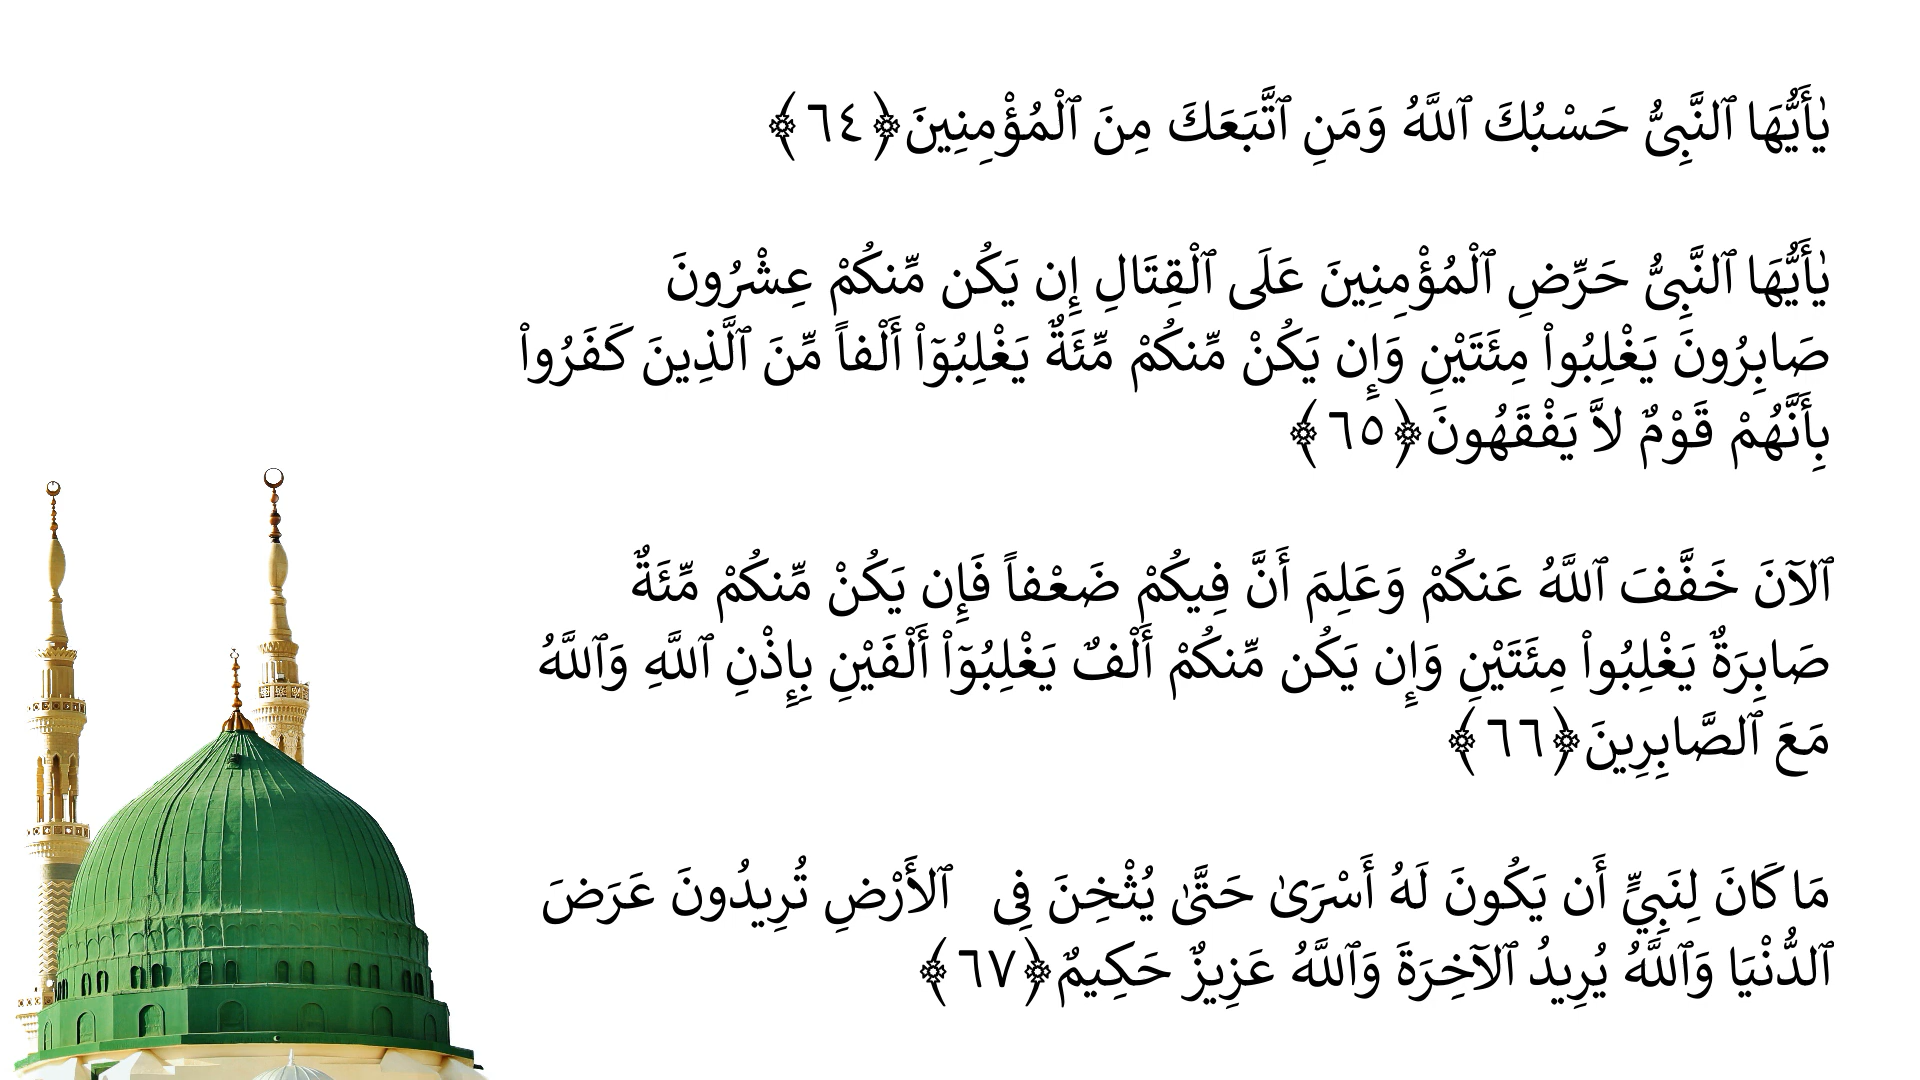 يٰأَيُّهَا ٱلنَّبِىُّ حَسْبُكَ ٱللَّهُ وَمَنِ ٱتَّبَعَكَ مِنَ ٱلْمُؤْمِنِينَ﴿٦٤﴾
يٰأَيُّهَا ٱلنَّبِىُّ حَرِّضِ ٱلْمُؤْمِنِينَ عَلَى ٱلْقِتَالِ إِن يَكُن مِّنكُمْ عِشْرُونَ
صَابِرُونَ يَغْلِبُواْ مِئَتَيْنِ وَإِن يَكُنْ مِّنكُمْ مِّئَةٌ يَغْلِبُوۤاْ أَلْفاً مِّنَ ٱلَّذِينَ كَفَرُواْ
بِأَنَّهُمْ قَوْمٌ لاَّ يَفْقَهُونَ﴿٦٥﴾
ٱلآنَ خَفَّفَ ٱللَّهُ عَنكُمْ وَعَلِمَ أَنَّ فِيكُمْ ضَعْفاً فَإِن يَكُنْ مِّنكُمْ مِّئَةٌ
صَابِرَةٌ يَغْلِبُواْ مِئَتَيْنِ وَإِن يَكُن مِّنكُمْ أَلْفٌ يَغْلِبُوۤاْ أَلْفَيْنِ بِإِذْنِ ٱللَّهِ وَٱللَّهُ
مَعَ ٱلصَّابِرِينَ﴿٦٦﴾
مَا كَانَ لِنَبِيٍّ أَن يَكُونَ لَهُ أَسْرَىٰ حَتَّىٰ يُثْخِنَ فِى ٱلأَرْضِ تُرِيدُونَ عَرَضَ
ٱلدُّنْيَا وَٱللَّهُ يُرِيدُ ٱلآخِرَةَ وَٱللَّهُ عَزِيزٌ حَكِيمٌ﴿٦٧﴾